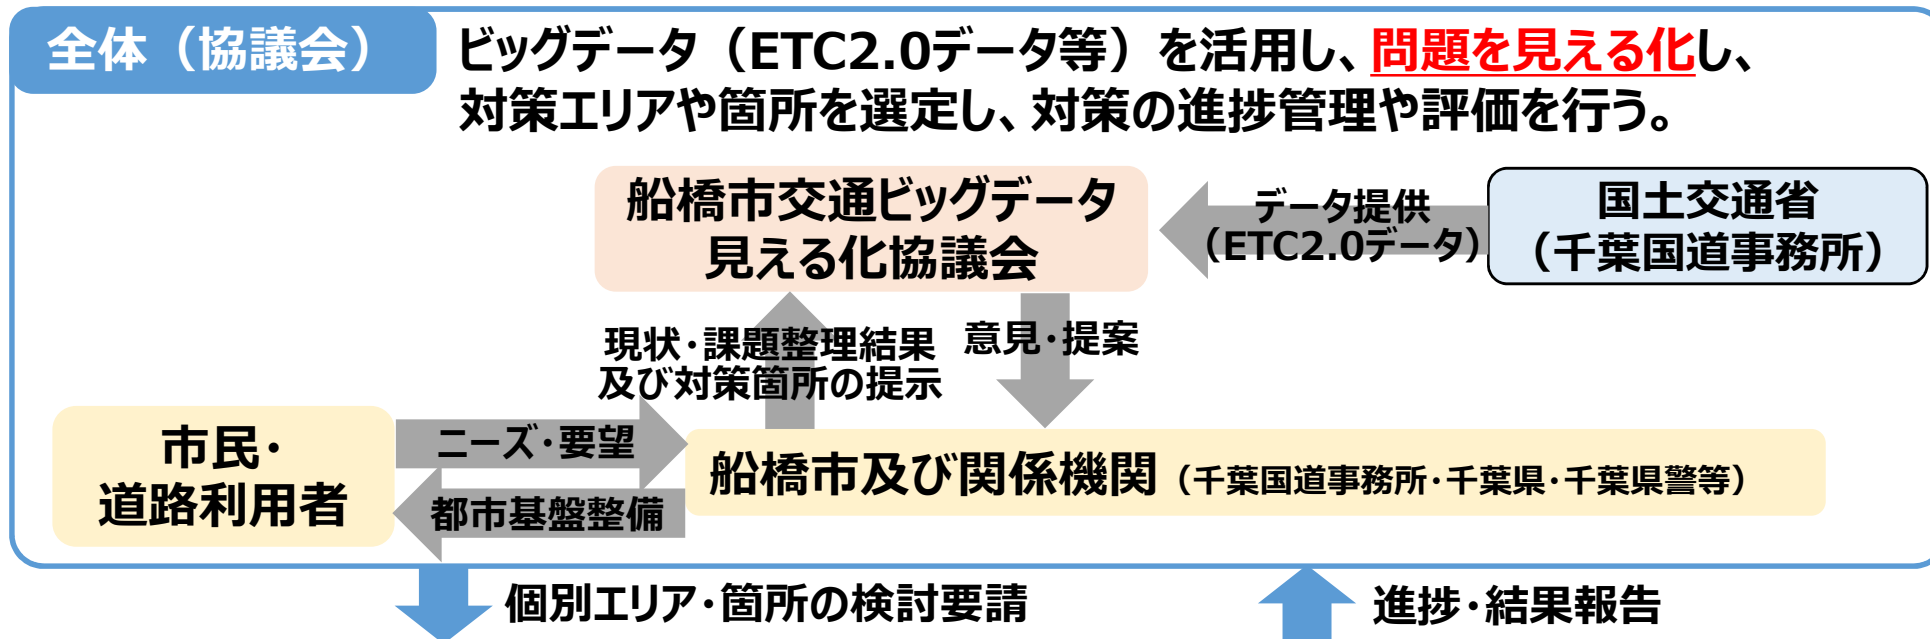 全体（協議会）
ビッグデータ（ETC2.0データ等）を活用し、問題を見える化し、
対策エリアや箇所を選定し、対策の進捗管理や評価を行う。
船橋市交通ビッグデータ
見える化協議会
データ提供
（ETC2.0データ）
国土交通省
（千葉国道事務所）
現状・課題整理結果
及び対策箇所の提示
意見・提案
市民・
道路利用者
ニーズ・要望
都市基盤整備
船橋市及び関係機関（千葉国道事務所・千葉県・千葉県警等）
個別エリア・箇所の検討要請
進捗・結果報告